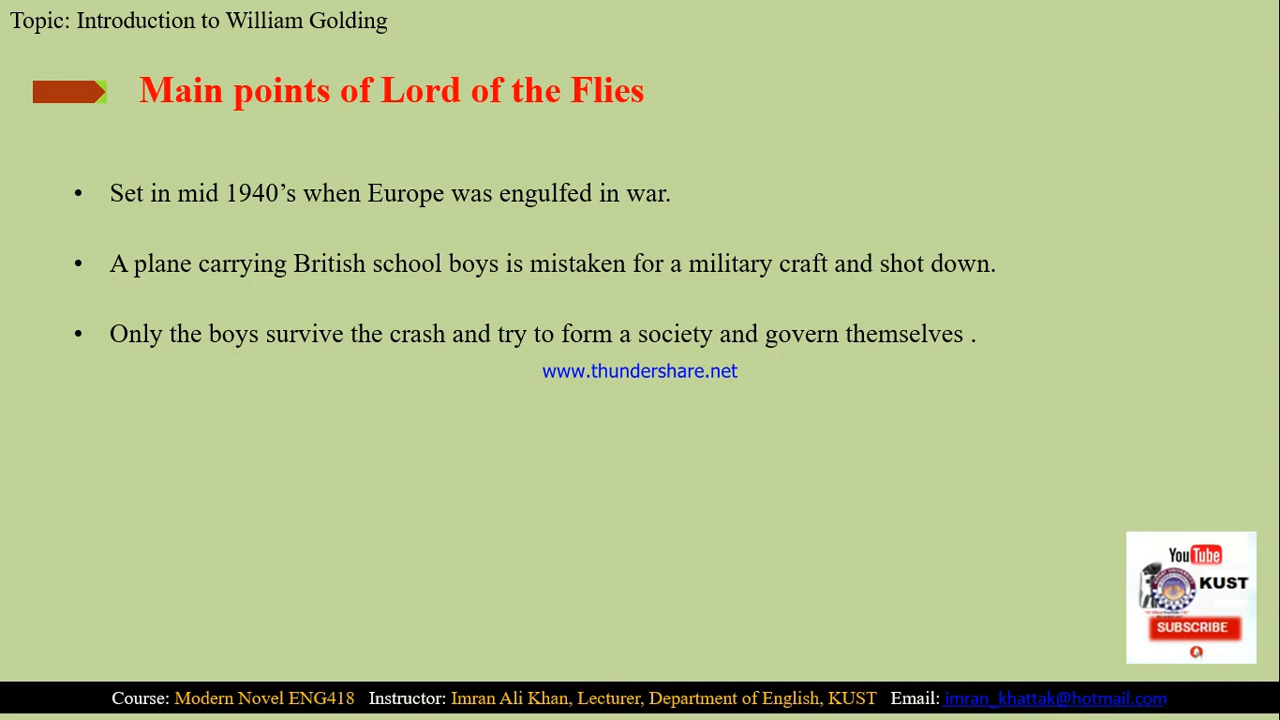 Topic: Introduction to William Golding
Main points of Lord of the Flies
• Set in mid 1940’s when Europe was engulfed in war.
• A plane carrying British school boys is mistaken for a military craft and shot down.
• Only the boys survive the crash and try to form a society and govern themselves .
www.thundershare.net
YouTube
KUST
SUBSCRIBE
Course: Modern Novel ENG418 Instructor: Imran Ali Khan, Lecturer, Department of English, KUST Email: imran_khattak@hotmail.com